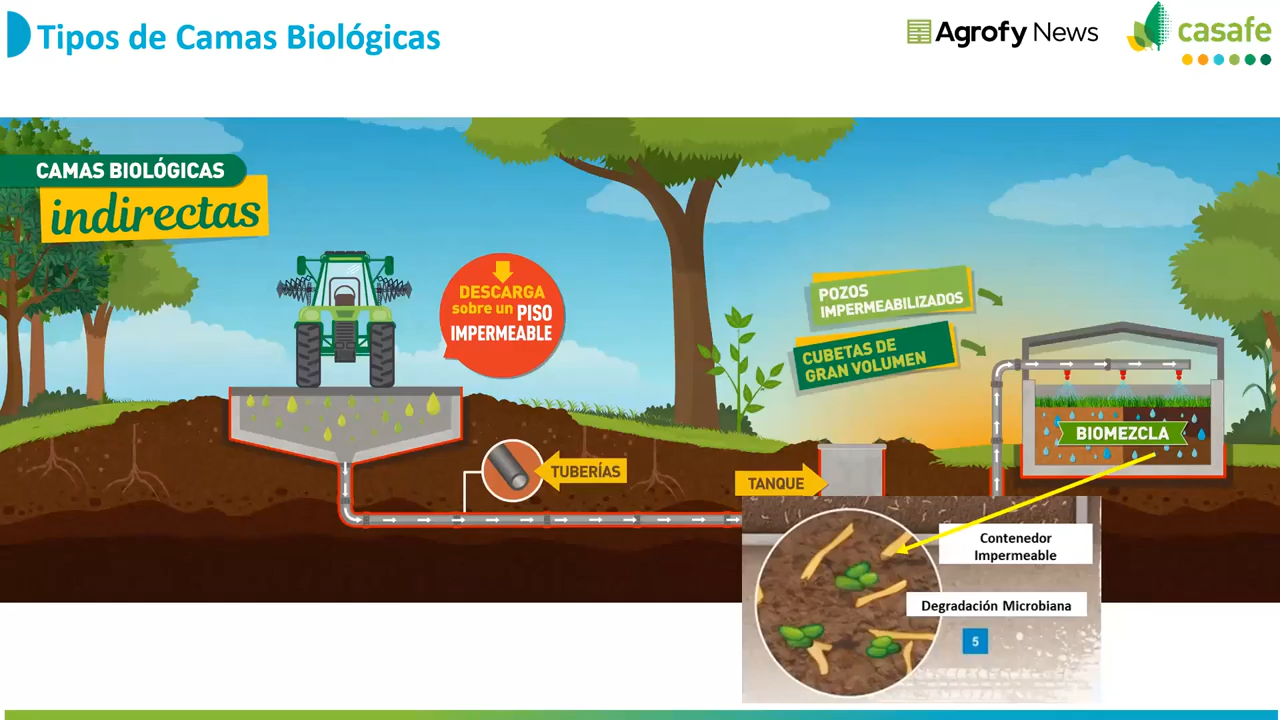 Tipos de Camas Biológicas
Agrofy News
casafe
CAMAS BIOLÓGICAS
indirectas
DESCARGA
sobre un PISO
IMPERMEABLE
POZOS
IMPERMEABILIZADOS
CUBETAS DE
GRAN VOLUMEN
BIOMEZCLA
TUBERÍAS
TANQUE
Contenedor
Impermeable
Degradación Microbiana
5